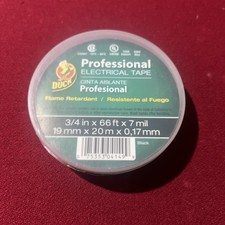 Professional
ELECTRICAL TAPE
DUCK
CINTA AISLANTE
Profesional
Flame Retardant / Resistente al Fuego
3/4 in x 66 ft x 7 mil
19 mm x 20 m x 0,17 mm
Black